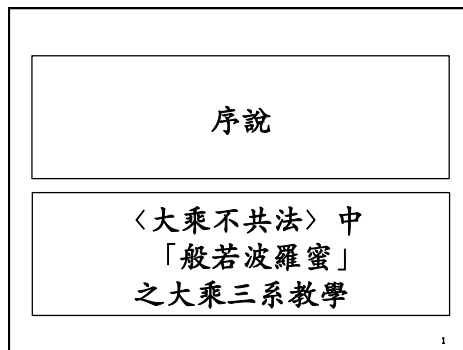 序說
〈大乘不共法〉中
「般若波羅蜜」
之大乘三系教學
1